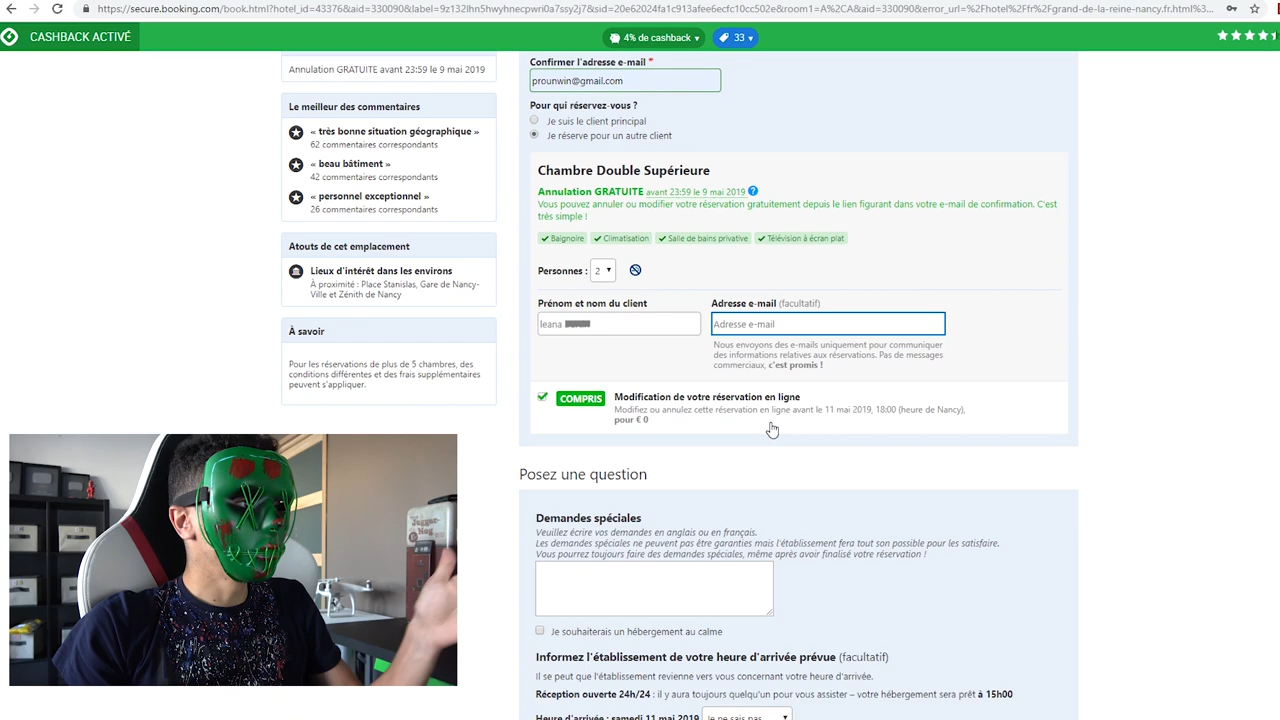 https://secure.booking.com/book.html?hotel_id=43376&aid=330090&label=9z132lhn5hwyhnecpwri0a7ssy2j7&sid=20e62024fa1c913afee6ecfc10cc502e&room1=A%2CA&aid=330090&error_url=%2Fhotel%2Ffr%2Fgrand-de-la-reine-nancy.fr.html%3...
CASHBACK ACTIVÉ
4% de cashback
33
Annulation GRATUITE avant 23:59 le 9 mai 2019
Le meilleur des commentaires
« très bonne situation géographique »
62 commentaires correspondants
« beau bâtiment »
42 commentaires correspondants
« personnel exceptionnel »
26 commentaires correspondants
Atouts de cet emplacement
Lieux d'intérêt dans les environs
À proximité : Place Stanislas, Gare de Nancy-
Ville et Zénith de Nancy
À savoir
Pour les réservations de plus de 5 chambres, des
conditions différentes et des frais supplémentaires
peuvent s'appliquer.
Confirmer l'adresse e-mail *
prounwin@gmail.com
Pour qui réservez-vous ?
Je suis le client principal
Je réserve pour un autre client
Chambre Double Supérieure
Annulation GRATUITE avant 23:59 le 9 mai 2019
Vous pouvez annuler ou modifier votre réservation gratuitement depuis le lien figurant dans votre e-mail de confirmation. C'est
très simple !
Baignoire Climatisation Salle de bains privative Télévision à écran plat
Personnes : 2
Prénom et nom du client
leana
Adresse e-mail (facultatif)
Adresse e-mail
Nous envoyons des e-mails uniquement pour communiquer
des informations relatives aux réservations. Pas de messages
commerciaux, c'est promis !
COMPRIS Modification de votre réservation en ligne
Modifiez ou annulez cette réservation en ligne avant le 11 mai 2019, 18:00 (heure de Nancy),
pour € 0
Posez une question
Demandes spéciales
Veuillez écrire vos demandes en anglais ou en français.
Les demandes spéciales ne peuvent pas être garanties mais l'établissement fera tout son possible pour les satisfaire.
Vous pourrez toujours faire des demandes spéciales, même après avoir finalisé votre réservation !
Je souhaiterais un hébergement au calme
Informez l'établissement de votre heure d'arrivée prévue (facultatif)
Il se peut que l'établissement revienne vers vous concernant votre heure d'arrivée.
Réception ouverte 24h/24 : il y aura toujours quelqu'un pour vous assister – votre hébergement sera prêt à 15h00
Heure d'arrivée : samedi 11 mai 2019 Je ne sais pas
Jugger-
Nog